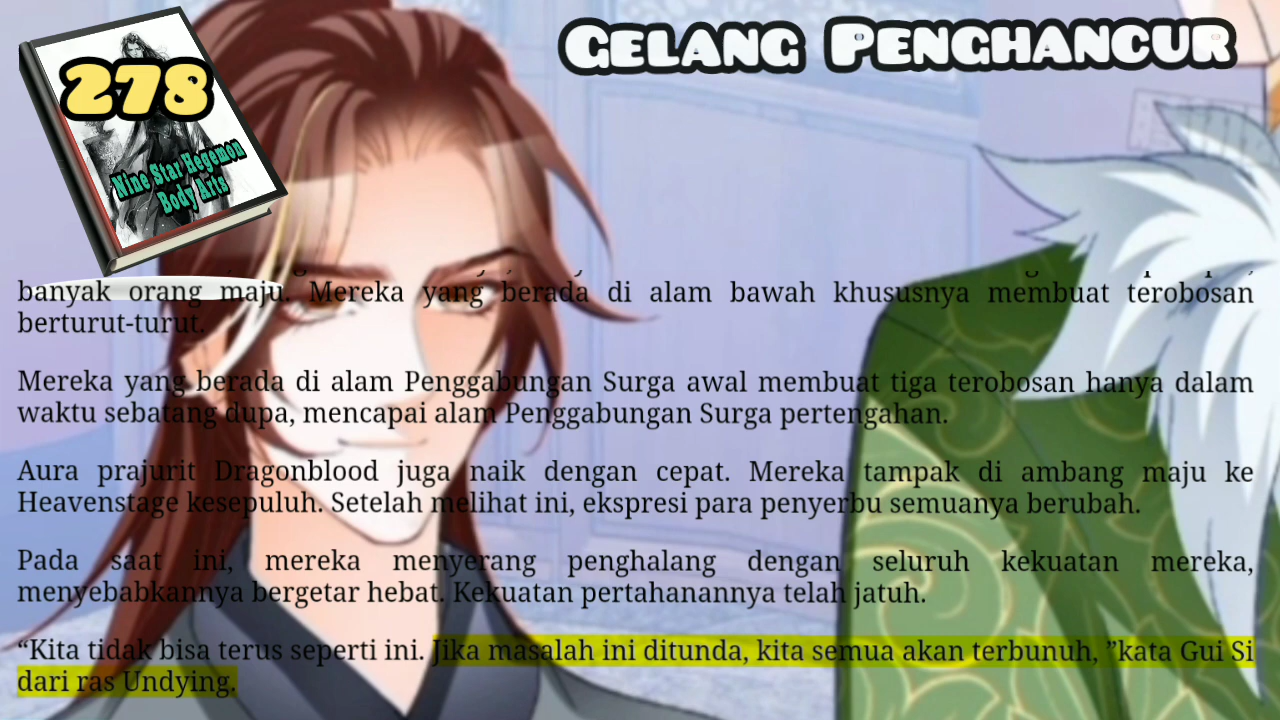 Gelang Penghancur
278
Nine Star Hegemon
Body Arts
banyak orang maju. Mereka yang berada di alam bawah khususnya membuat terobosan
berturut-turut.
Mereka yang berada di alam Penggabungan Surga awal membuat tiga terobosan hanya dalam
waktu sebatang dupa, mencapai alam Penggabungan Surga pertengahan.
Aura prajurit Dragonblood juga naik dengan cepat. Mereka tampak di ambang maju ke
Heavenstage kesepuluh. Setelah melihat ini, ekspresi para penyerbu semuanya berubah.
Pada saat ini, mereka menyerang penghalang dengan seluruh kekuatan mereka,
menyebabkannya bergetar hebat. Kekuatan pertahanannya telah jatuh.
“Kita tidak bisa terus seperti ini. Jika masalah ini ditunda, kita semua akan terbunuh, ”kata Gui Si
dari ras Undying.